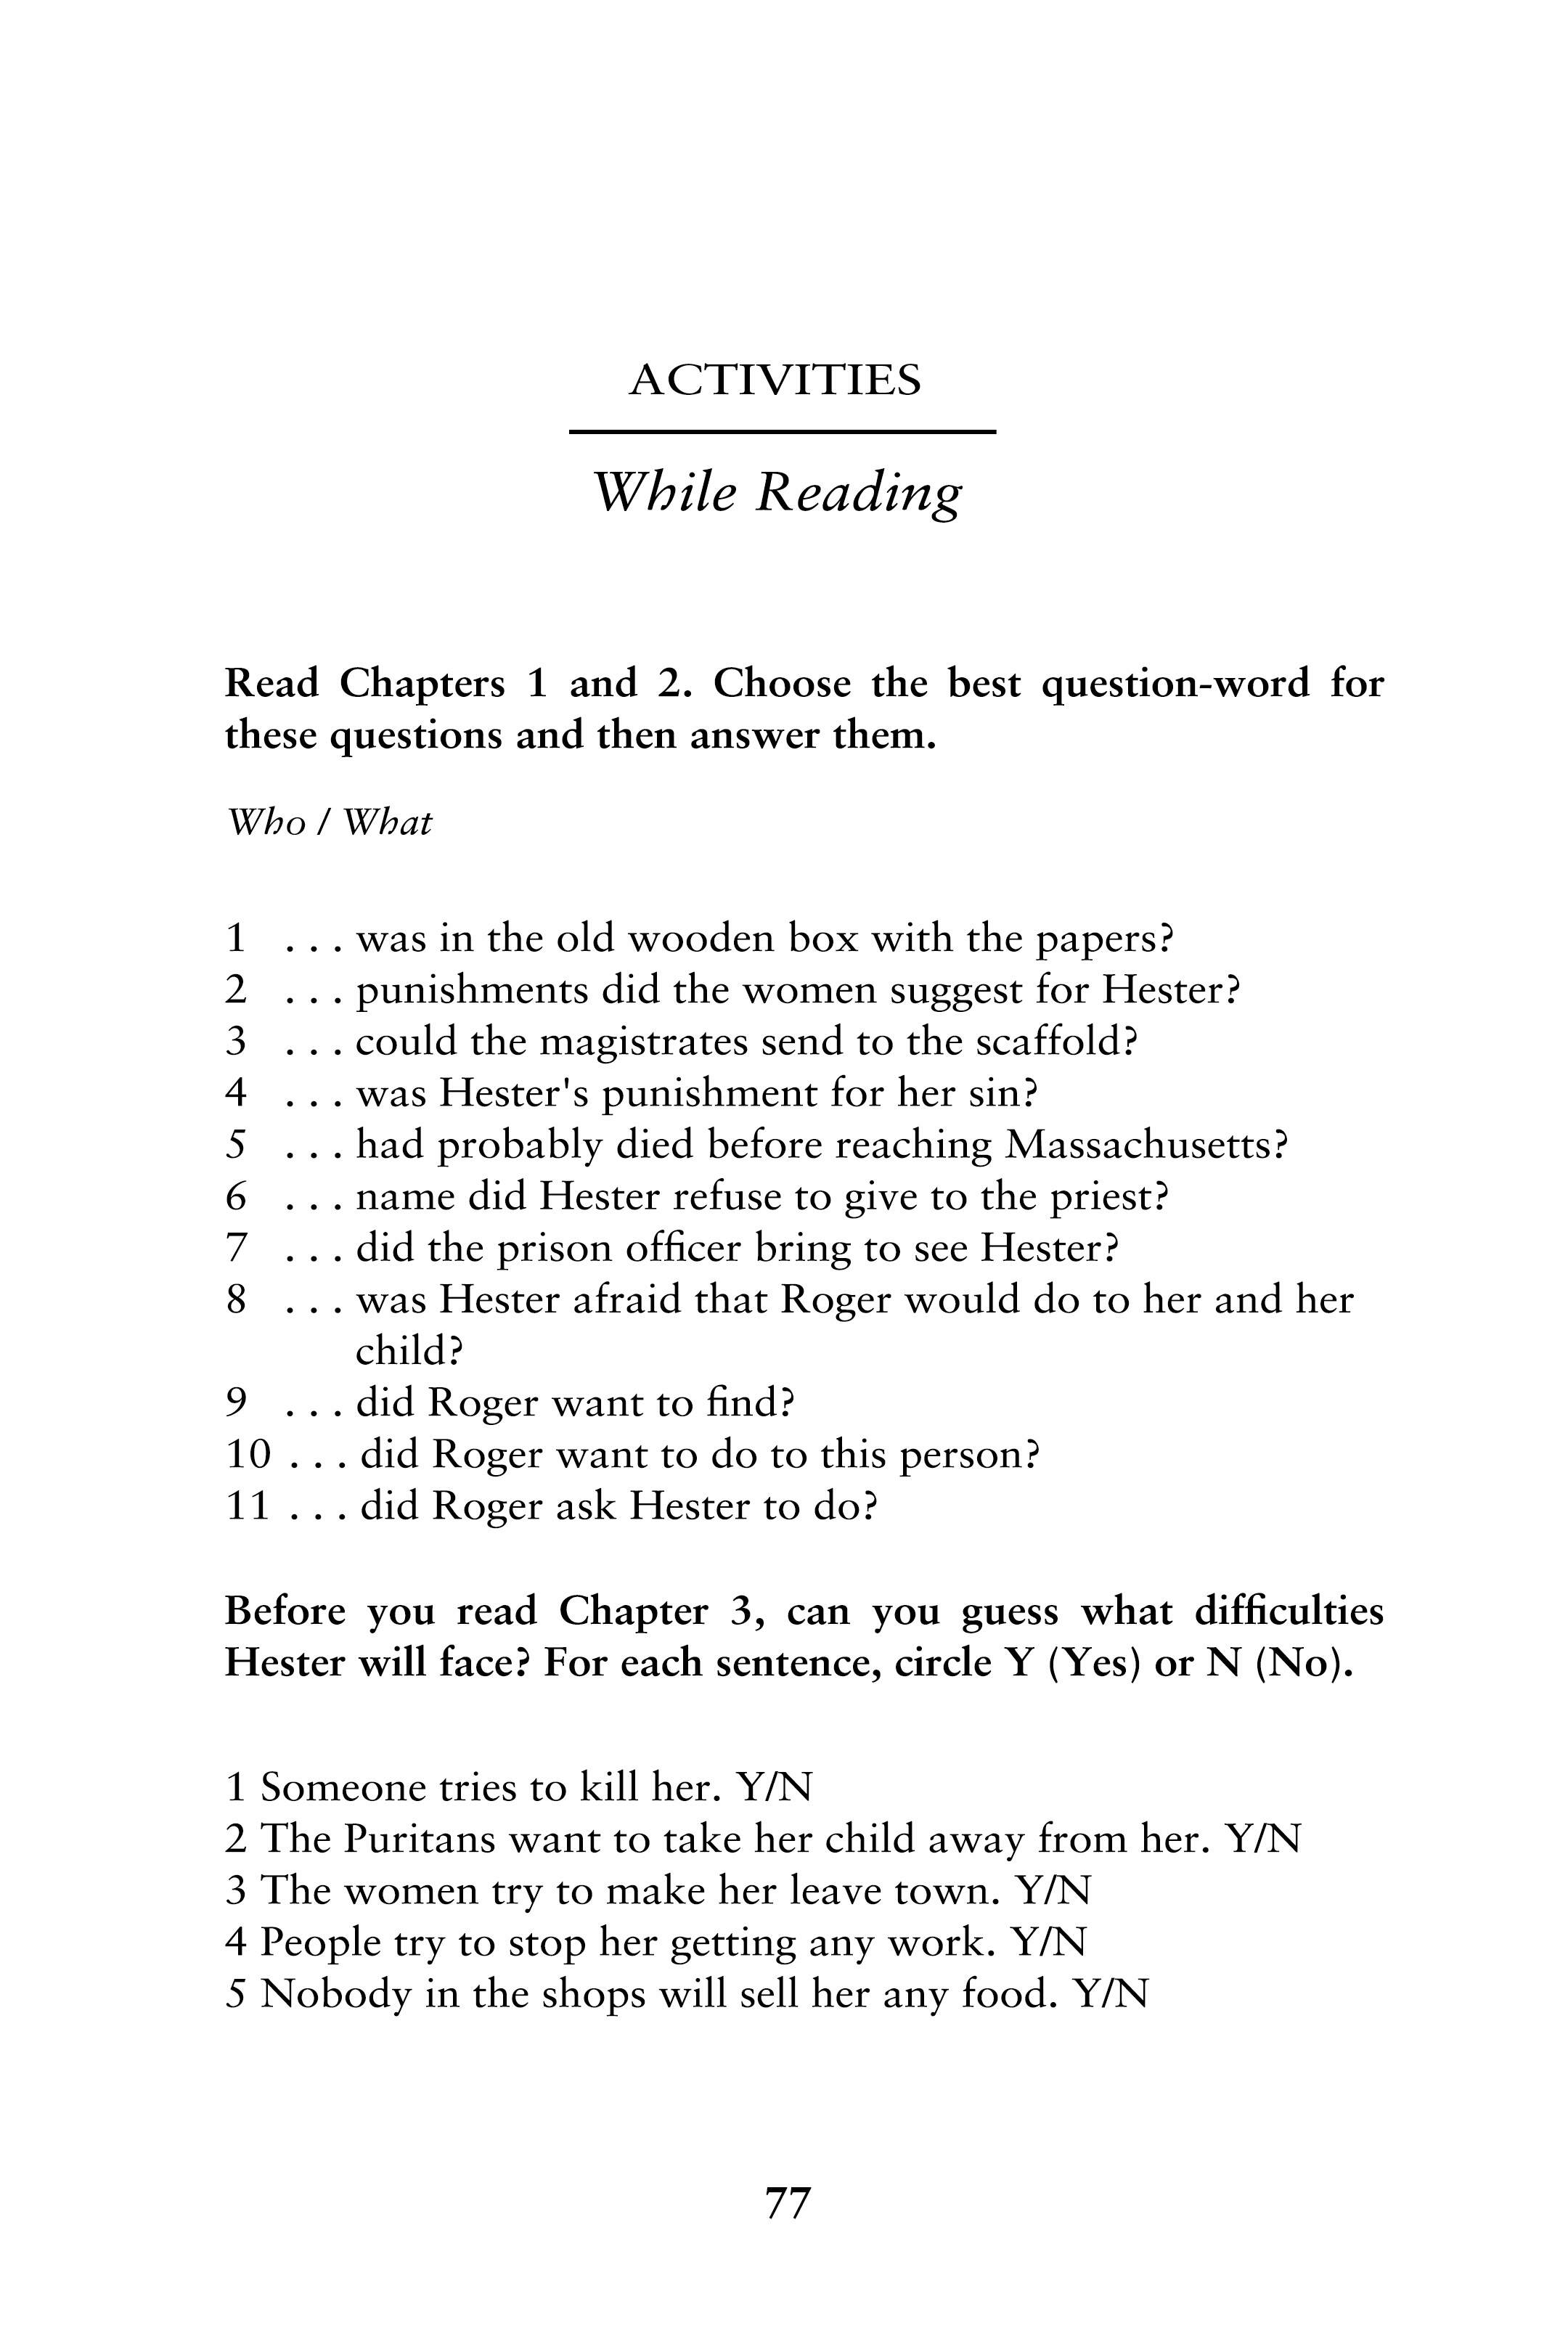 ACTIVITIES
While Reading
Read Chapters 1 and 2. Choose the best question-word for
these questions and then answer them.
Who / What
1 . . . was in the old wooden box with the papers?
2 . . . punishments did the women suggest for Hester?
3 . . . could the magistrates send to the scaffold?
4 . . . was Hester's punishment for her sin?
5 . . . had probably died before reaching Massachusetts?
6 . . . name did Hester refuse to give to the priest?
7 . . . did the prison officer bring to see Hester?
8 . . . was Hester afraid that Roger would do to her and her
child?
9 . . . did Roger want to find?
10 . . . did Roger want to do to this person?
11 . . . did Roger ask Hester to do?
Before you read Chapter 3, can you guess what difficulties
Hester will face? For each sentence, circle Y (Yes) or N (No).
1 Someone tries to kill her. Y/N
2 The Puritans want to take her child away from her. Y/N
3 The women try to make her leave town. Y/N
4 People try to stop her getting any work. Y/N
5 Nobody in the shops will sell her any food. Y/N
77